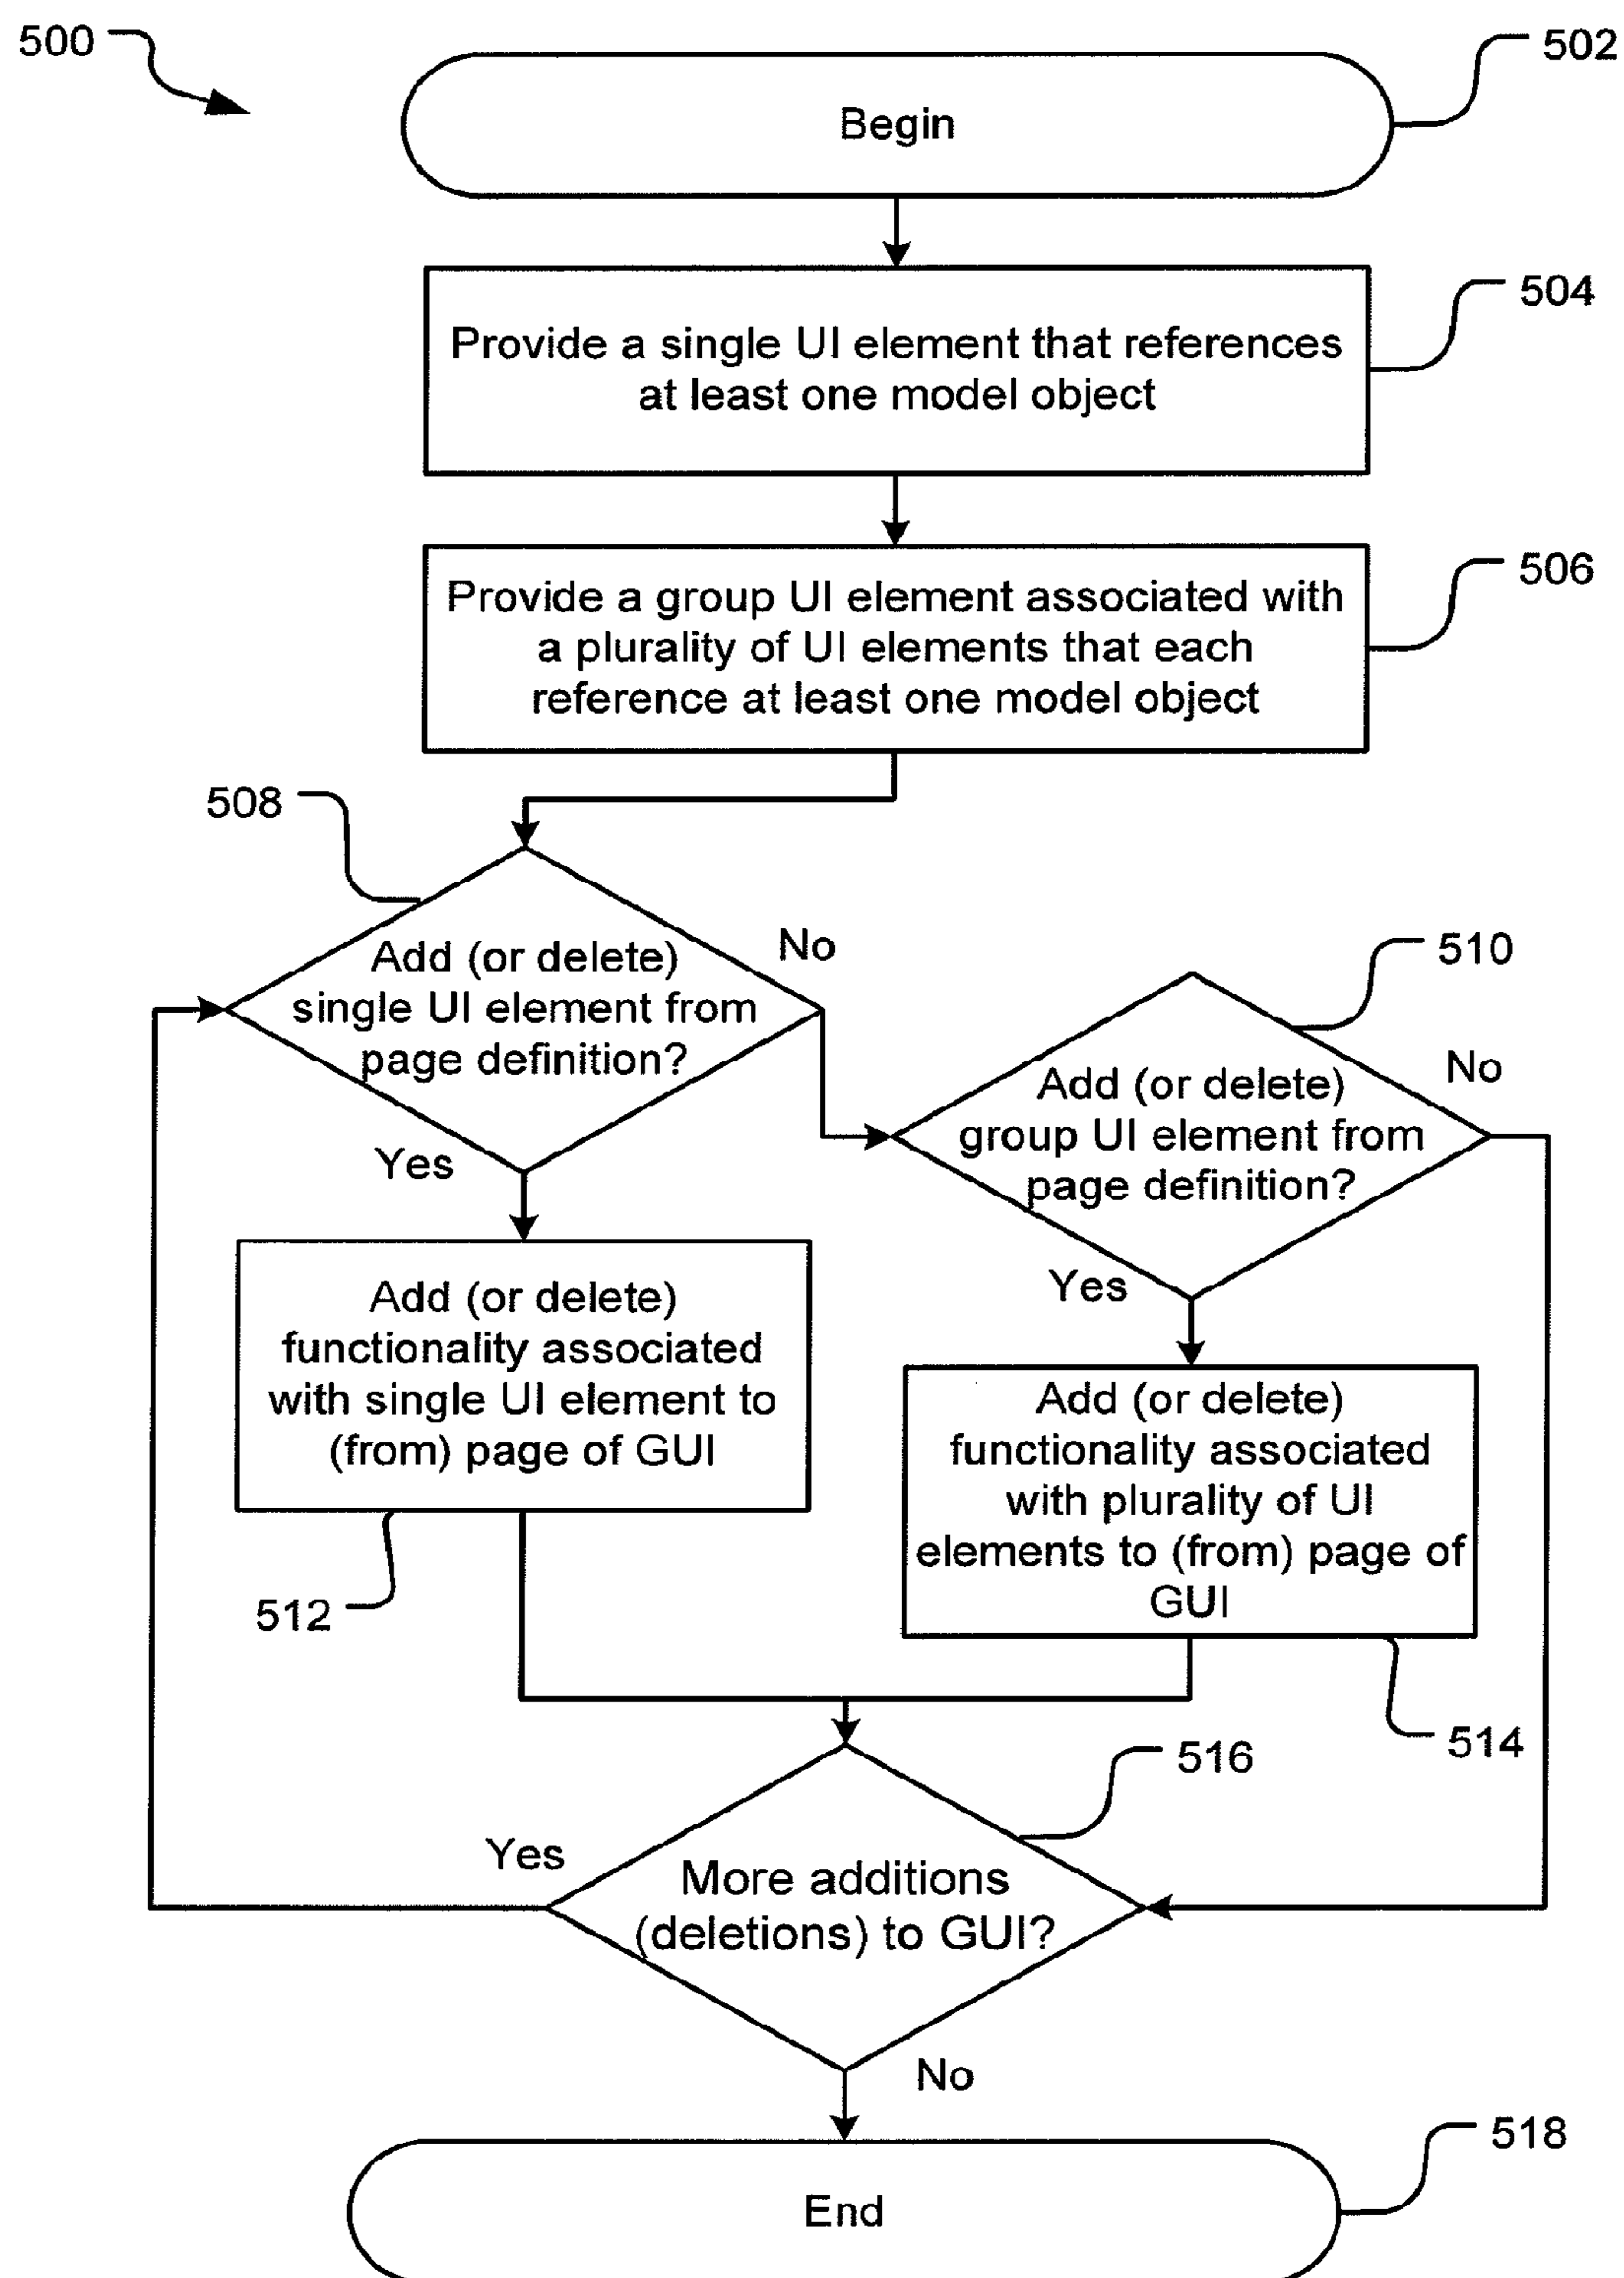 500
502
Begin
504
Provide a single UI element that references
at least one model object
506
Provide a group UI element associated with
a plurality of UI elements that each
reference at least one model object
508
Add (or delete)
single UI element from
page definition?
No
510
Add (or delete)
group UI element from
page definition?
No
Yes
Yes
Add (or delete)
functionality associated
with single UI element to
(from) page of GUI
512
Add (or delete)
functionality associated
with plurality of UI
elements to (from) page of
GUI
514
516
Yes
More additions
(deletions) to GUI?
No
518
End